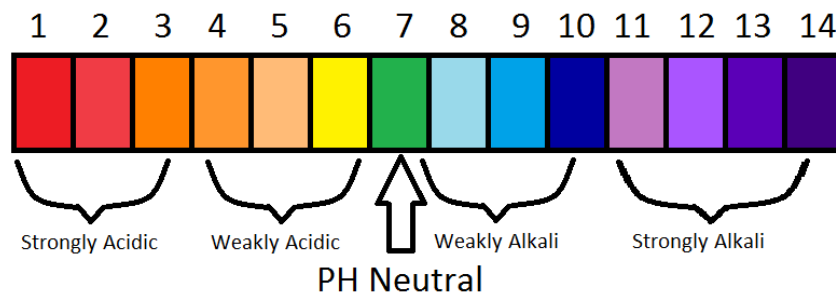 1 2 3 4 5 6 7 8 9 10 11 12 13 14
Strongly Acidic Weakly Acidic Weakly Alkali Strongly Alkali
PH Neutral